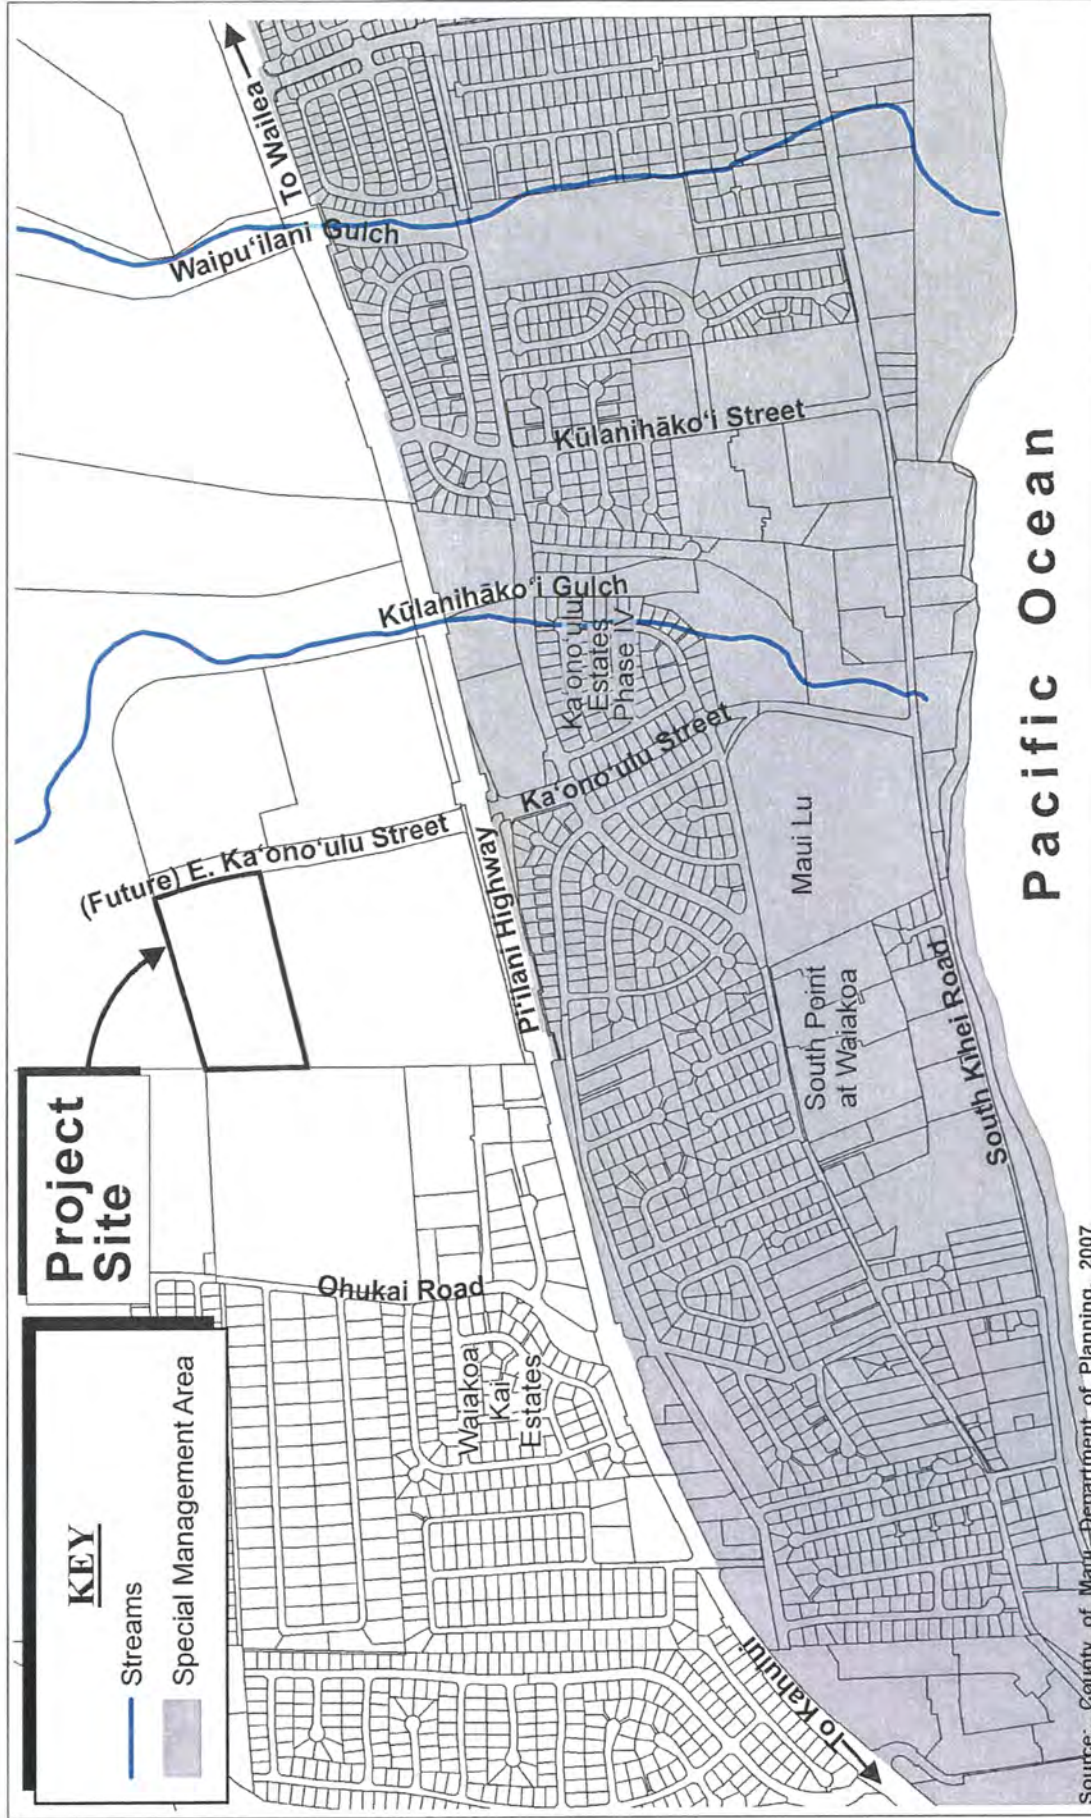 KEY
Streams
Special Management Area
Project
Site
(Future) E. Ka‘ono‘ulu Street
Kūlanihāko‘i Gulch
Waipu‘ilani Gulch
To Wailea
Ohukai Road
Waiakoa
Kai
Estates
Pi‘ilani Highway
Ka‘ono‘ulu Street
Ka‘ono‘ulu
Estates
Phase IV
Kūlanihāko‘i Street
To Kahului
South Point
at Waiakoa
Maui Lu
South Kihei Road
Pacific Ocean
Source: County of Maui, Department of Planning, 2007